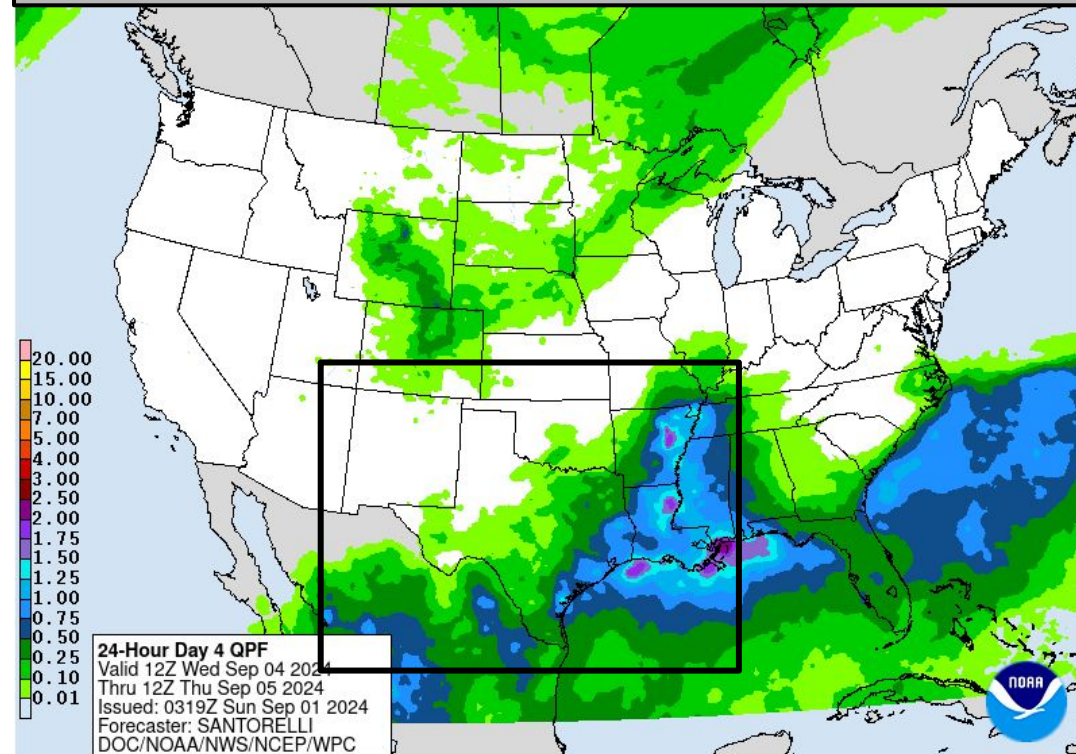 20.00
15.00
10.00
7.00
5.00
4.00
3.00
2.50
2.00
1.75
1.50
1.25
1.00
0.75
0.50
0.25
0.10
0.01
24-Hour Day 4 QPF
Valid 12Z Wed Sep 04 2024
Thru 12Z Thu Sep 05 2024
Issued: 0319Z Sun Sep 01 2024
Forecaster: SANTORELLI
DOC/NOAA/NWS/NCEP/WPC
NOAA